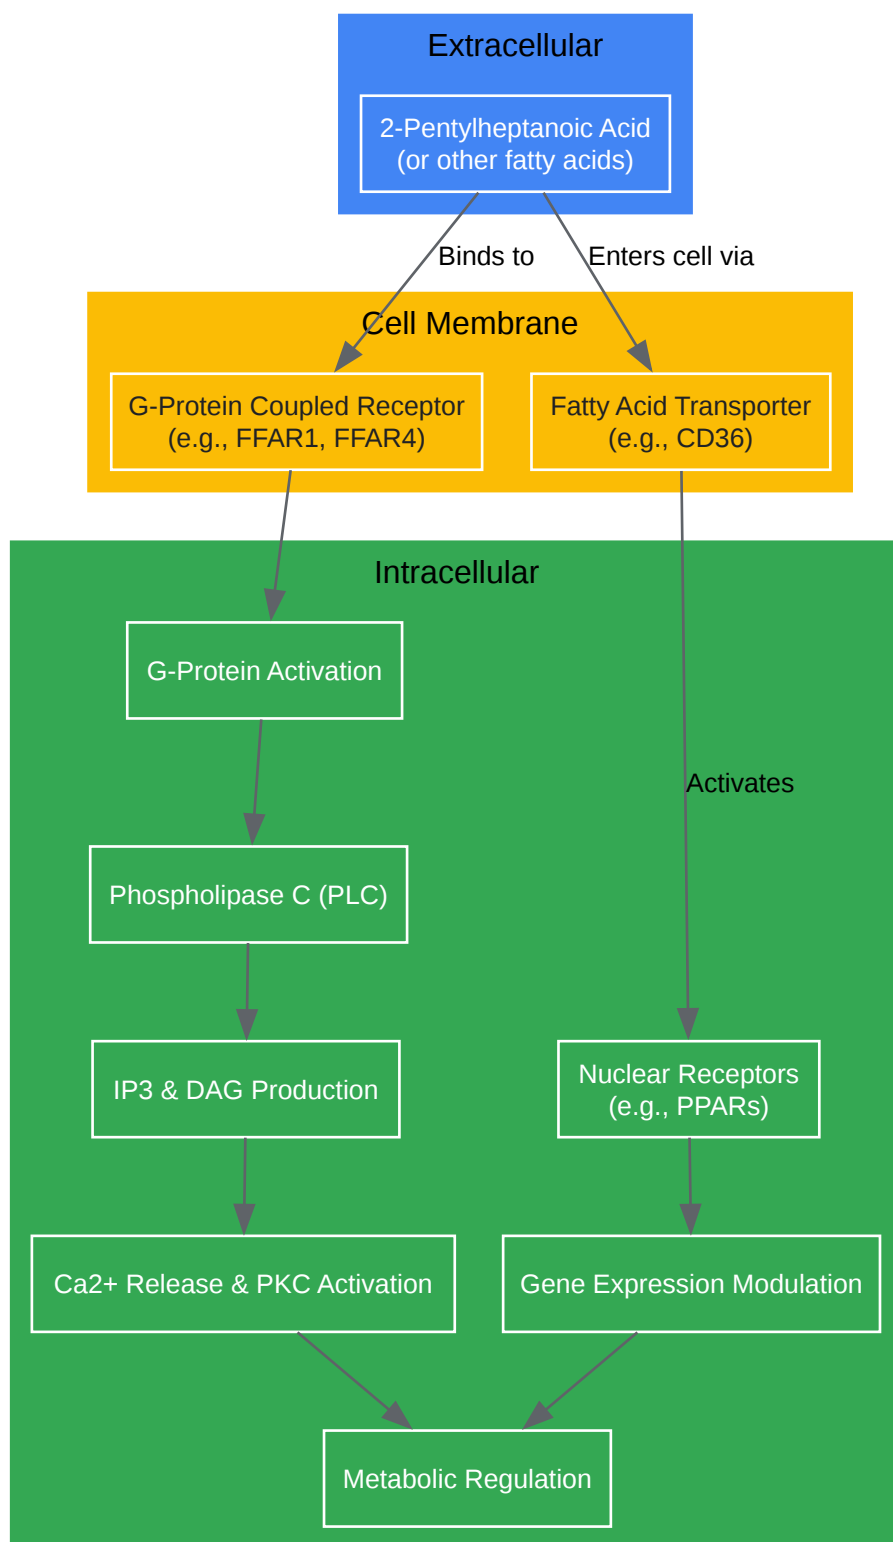 Extracellular
2-Pentylheptanoic Acid
(or other fatty acids)
Binds to
Enters cell via
Cell Membrane
G-Protein Coupled Receptor
(e.g., FFAR1, FFAR4)
Fatty Acid Transporter
(e.g., CD36)
Intracellular
G-Protein Activation
Activates
Phospholipase C (PLC)
IP3 & DAG Production
Nuclear Receptors
(e.g., PPARs)
Ca2+ Release & PKC Activation
Gene Expression Modulation
Metabolic Regulation